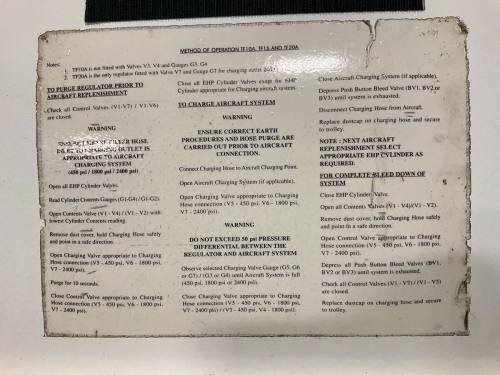 METHOD OF OPERATION TF10A, TF15 AND TF20A
Notes:
1. TF10A is not fitted with Valves V3, V4 and Gauges G3, G4
2. TF20A is the only regulator fitted with Valve V7 and Gauge G7 for charging outlet
TO PURGE REGULATOR PRIOR TO
AIRCRAFT REPLENISHMENT
Check all Control Valves (V1-V7) / V1-V6)
are closed.
WARNING
ENSURE
FILTER HOSE
OUTLET IS
APPROPRIATE TO AIRCRAFT
CHARGING SYSTEM
(450 psi / 1800 psi / 2400 psi)
Open all EHP Cylinder Valves.
Read Cylinder Contents Gauges (G1-G4) / G1-G2).
Open Contents Valve (V1 - V4) / (V1 - V2) with
lowest Cylinder Contents reading.
Remove dust cover, hold Charging Hose safely
and point in a safe direction.
Open Charging Valve appropriate to Charging
Hose connection (V5 - 450 psi, V6 - 1800 psi,
V7 - 2400 psi).
Purge for 10 seconds.
Close Control Valve appropriate to Charging
Hose connection (V5 - 450 psi, V6 - 1800 psi,
V7 - 2400 psi).
Close all EHP Cylinder Valves except for EHP
Cylinder appropriate for Charging aircraft system.
TO CHARGE AIRCRAFT SYSTEM
WARNING
ENSURE CORRECT EARTH
PROCEDURES AND HOSE PURGE ARE
CARRIED OUT PRIOR TO AIRCRAFT
CONNECTION.
Connect Charging Hose to Aircraft Charging Point.
Open Aircraft Charging System (if applicable).
Open Charging Valve appropriate to Charging
Hose connection (V5 - 450 psi, V6 - 1800 psi,
V7 - 2400 psi).
WARNING
DO NOT EXCEED 50 psi PRESSURE
DIFFERENTIAL BETWEEN THE
REGULATOR AND AIRCRAFT SYSTEM
Observe selected Charging Valve Gauge (G5, G6
or G7) / (G3 or G4) until Aircraft System is full
(450 psi, 1800 psi or 2400 psi).
Close Charging Valve appropriate to Charging
Hose connection (V5 - 450 psi, V6 - 1800 psi,
V7 - 2400 psi) / (V3 - 450 psi, V4 - 1800 psi).
Close Aircraft Charging System (if applicable).
Depress Push Button Bleed Valve (BV1, BV2 or
BV3) until system is exhausted.
Disconnect Charging Hose from Aircraft.
Replace dustcap on charging hose and secure
to trolley.
NOTE : NEXT AIRCRAFT
REPLENISHMENT SELECT
APPROPRIATE EHP CYLINDER AS
REQUIRED.
FOR COMPLETE BLEED DOWN OF
SYSTEM
Close EHP Cylinder Valve.
Open all Contents Valves (V1 - V4)/(V1 - V2).
Remove dust cover, hold Charging Hose safely
and point in a safe direction.
Open Control Valve appropriate to Charging
Hose connection (V5 - 450 psi, V6 - 1800 psi,
V7 - 2400 psi).
Depress all Push Button Bleed Valves (BV1,
BV2 or BV3) until system is exhausted.
Check all Control Valves (V1 - V7) / (V1 - V5)
are closed.
Replace dustcap on charging hose and secure
to trolley.